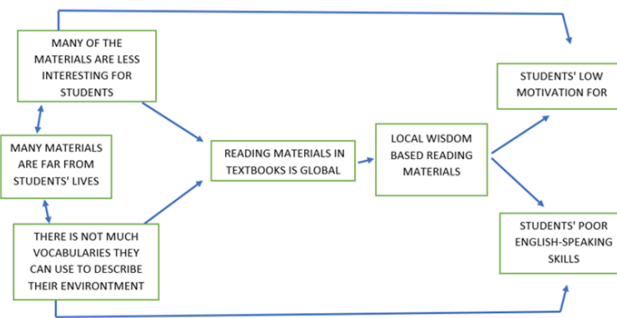 MANY OF THE
MATERIALS ARE LESS
INTERESTING FOR
STUDENTS
MANY MATERIALS
ARE FAR FROM
STUDENTS' LIVES
THERE IS NOT MUCH
VOCABULARIES THEY
CAN USE TO DESCRIBE
THEIR ENVIRONTMENT
READING MATERIALS IN
TEXTBOOKS IS GLOBAL
LOCAL WISDOM
BASED READING
MATERIALS
STUDENTS' LOW
MOTIVATION FOR
STUDENTS' POOR
ENGLISH-SPEAKING
SKILLS